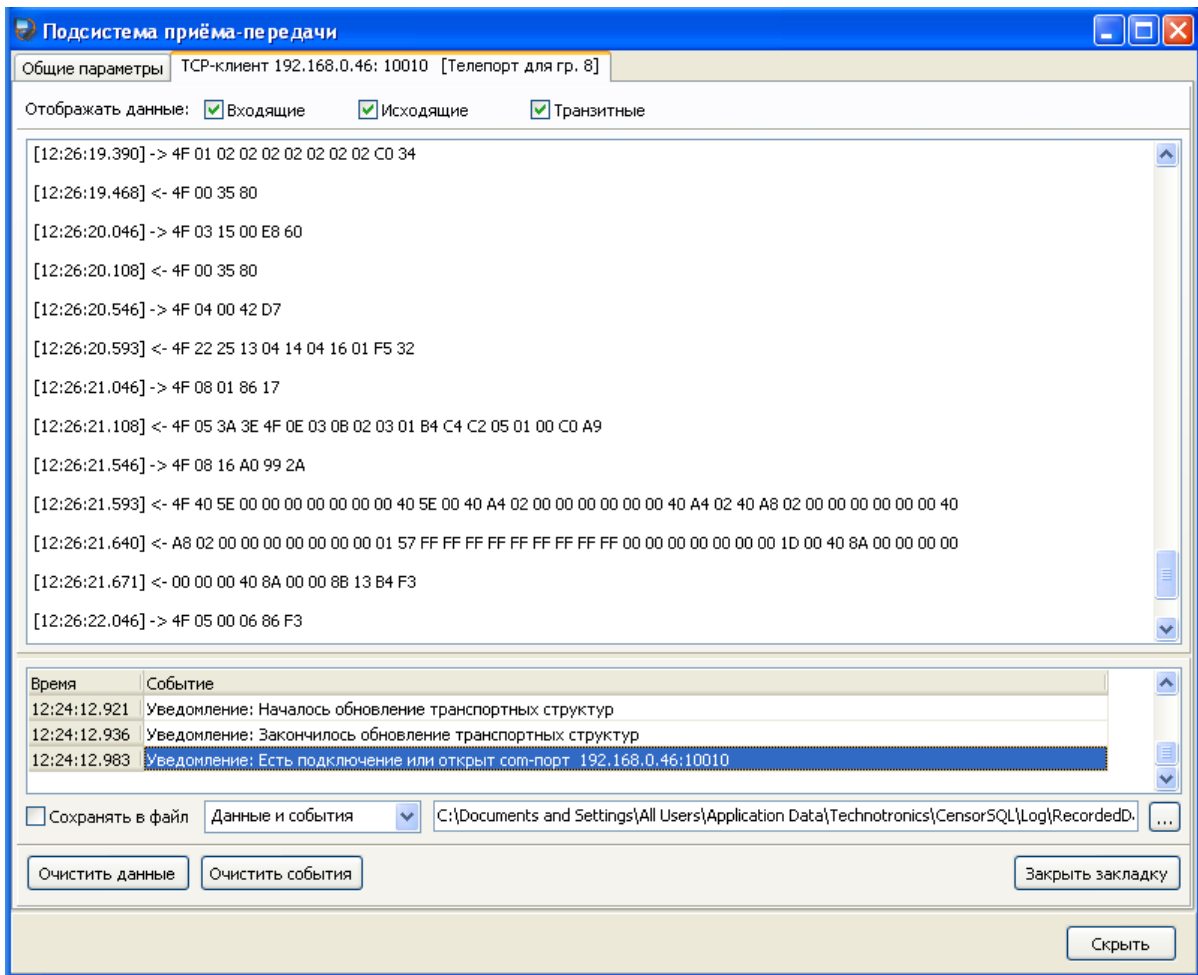 Подсистема приёма-передачи
Общие параметры TCP-клиент 192.168.0.46: 10010 [Телепорт для гр. 8]
Отображать данные: Входящие Исходящие Транзитные
[12:26:19.390] -> 4F 01 02 02 02 02 02 02 02 C0 34
[12:26:19.468] <- 4F 00 35 80
[12:26:20.046] -> 4F 03 15 00 E8 60
[12:26:20.108] <- 4F 00 35 80
[12:26:20.546] -> 4F 04 00 42 D7
[12:26:20.593] <- 4F 22 25 13 04 14 04 16 01 F5 32
[12:26:21.046] -> 4F 08 01 86 17
[12:26:21.108] <- 4F 05 3A 3E 4F 0E 03 0B 02 03 01 B4 C4 C2 05 01 00 C0 A9
[12:26:21.546] -> 4F 08 16 A0 99 2A
[12:26:21.593] <- 4F 40 5E 00 00 00 00 00 00 00 40 5E 00 40 A4 02 00 00 00 00 00 00 40 A4 02 40 A8 02 00 00 00 00 00 00 40
[12:26:21.640] <- A8 02 00 00 00 00 00 00 00 01 57 FF FF FF FF FF FF FF FF FF 00 00 00 00 00 00 00 1D 00 40 8A 00 00 00 00
[12:26:21.671] <- 00 00 00 40 8A 00 00 8B 13 B4 F3
[12:26:22.046] -> 4F 05 00 06 86 F3
Время Событие
12:24:12.921 Уведомление: Началось обновление транспортных структур
12:24:12.936 Уведомление: Закончилось обновление транспортных структур
12:24:12.983 Уведомление: Есть подключение или открыт com-порт 192.168.0.46:10010
Сохранять в файл Данные и события C:\Documents and Settings\All Users\Application Data\Technotronics\CensorSQL\Log\RecordedD. ...
Очистить данные Очистить события Закрыть закладку
Скрыть